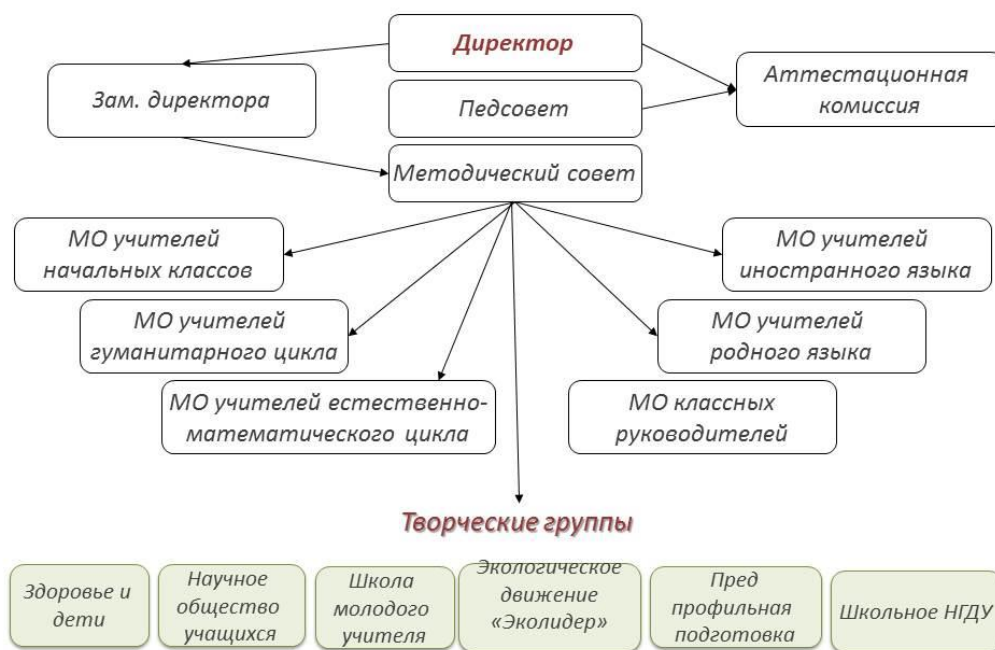 Директор
Зам. директора
Аттестационная
комиссия
Педсовет
Методический совет
МО учителей
начальных классов
МО учителей
иностранного языка
МО учителей
гуманитарного цикла
МО учителей
родного языка
МО учителей естественно-
математического цикла
МО классных
руководителей
Творческие группы
Здоровье и
дети
Научное
общество
учащихся
Школа
молодого
учителя
Экологическое
движение
«Эколидер»
Пред
профильная
подготовка
Школьное НГДУ